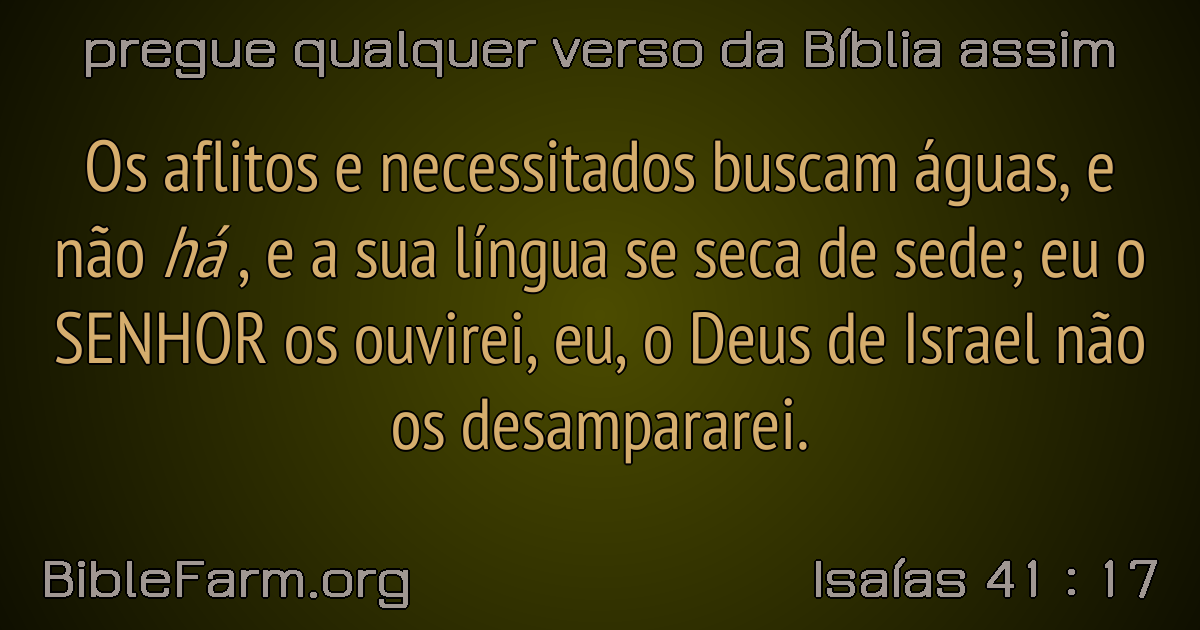 pregue qualquer verso da Bíblia assim
Os aflitos e necessitados buscam águas, e
não há , e a sua língua se seca de sede; eu o
SENHOR os ouvirei, eu, o Deus de Israel não
os desampararei.
BibleFarm.org
Isaías 41 : 17